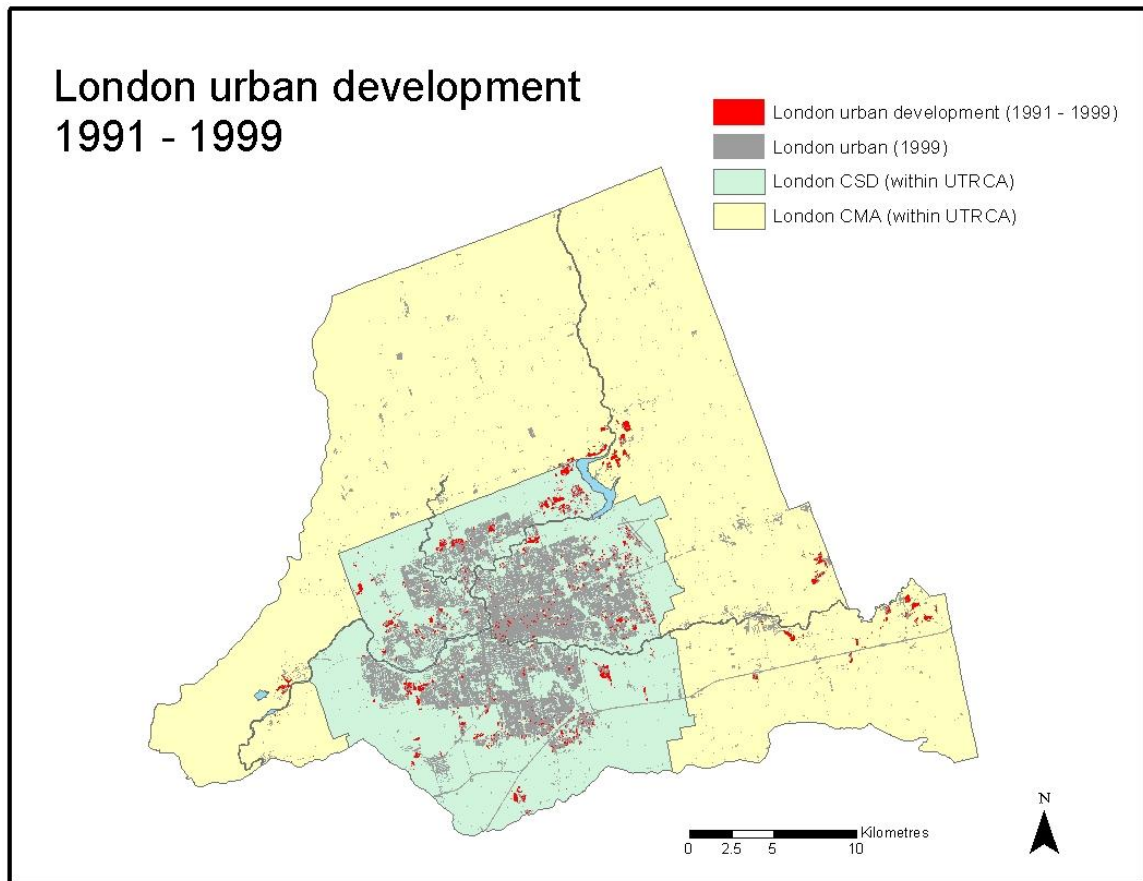 London urban development
1991 - 1999
London urban development (1991 - 1999)
London urban (1999)
London CSD (within UTRCA)
London CMA (within UTRCA)
N
Kilometres
0 2.5 5 10